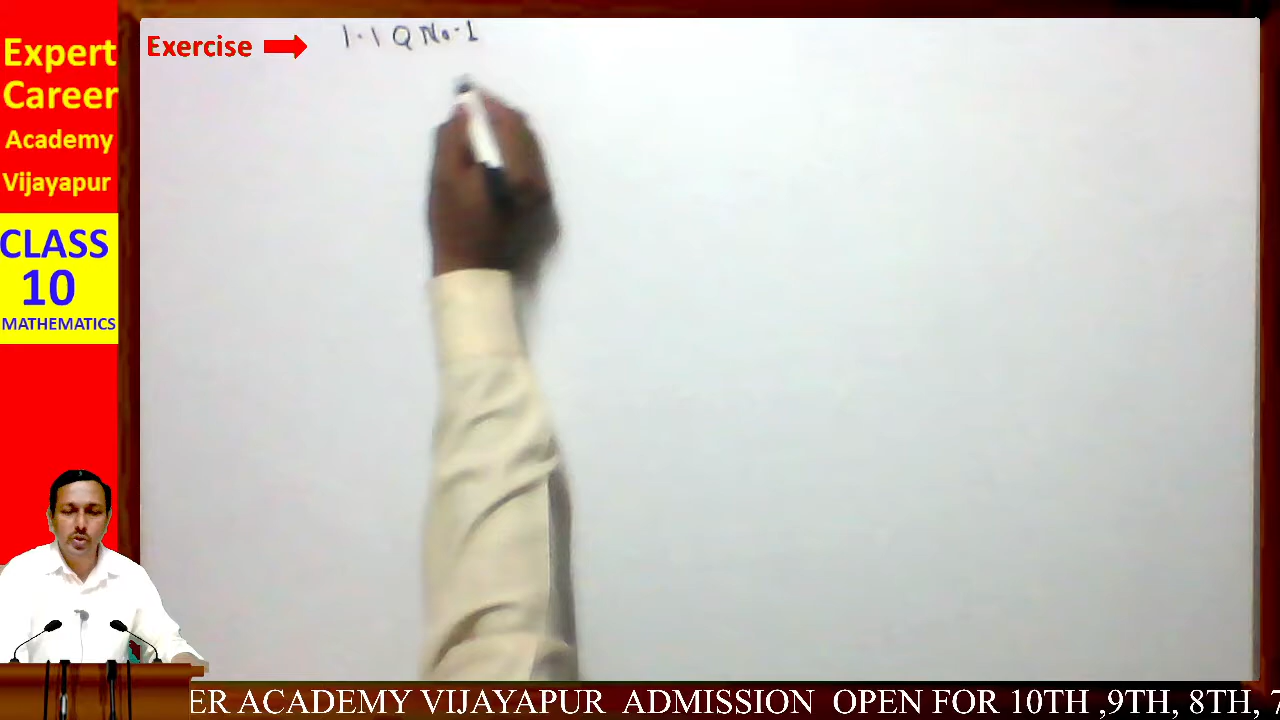 Expert
Career
Academy
Vijayapur
CLASS
10
MATHEMATICS
Exercise
1.1 Q No.1
ER ACADEMY VIJAYAPUR ADMISSION OPEN FOR 10TH ,9TH, 8TH, 7